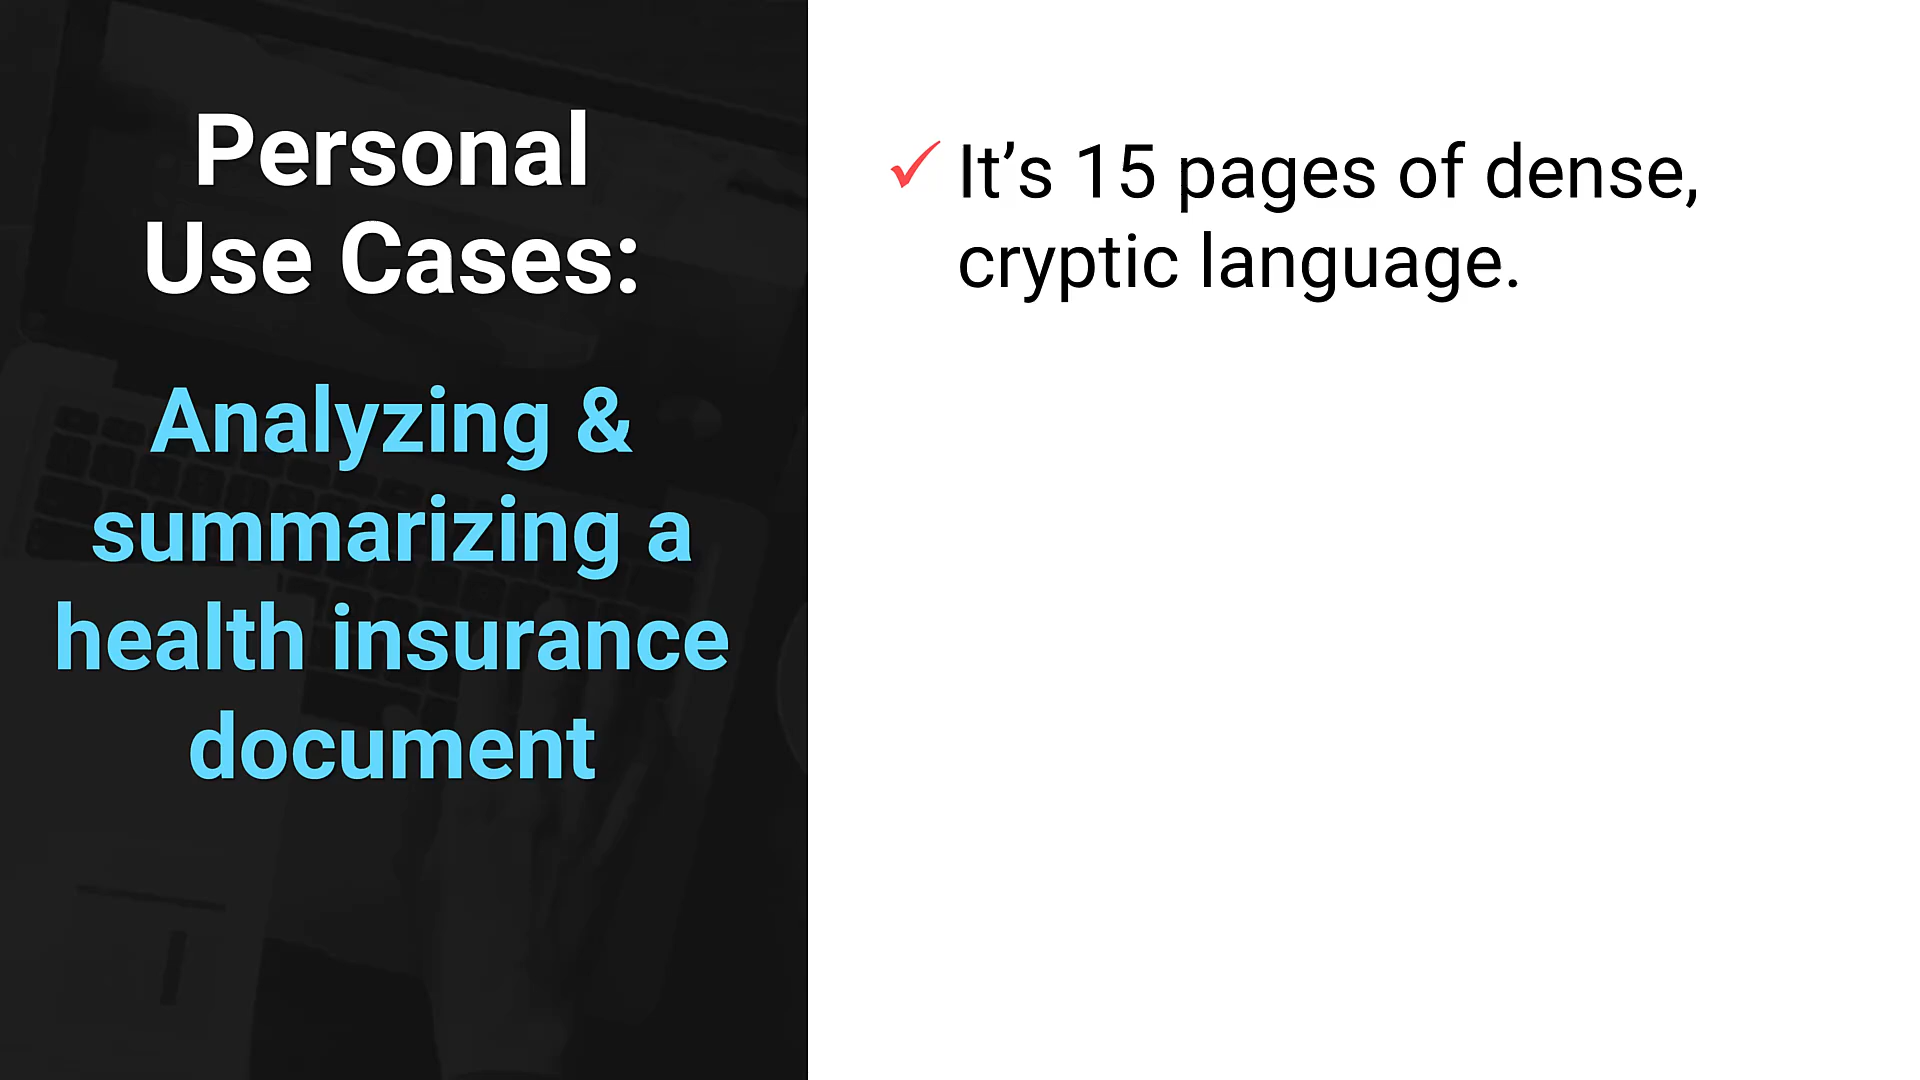 Personal
Use Cases:
Analyzing &
summarizing a
health insurance
document
It’s 15 pages of dense,
cryptic language.